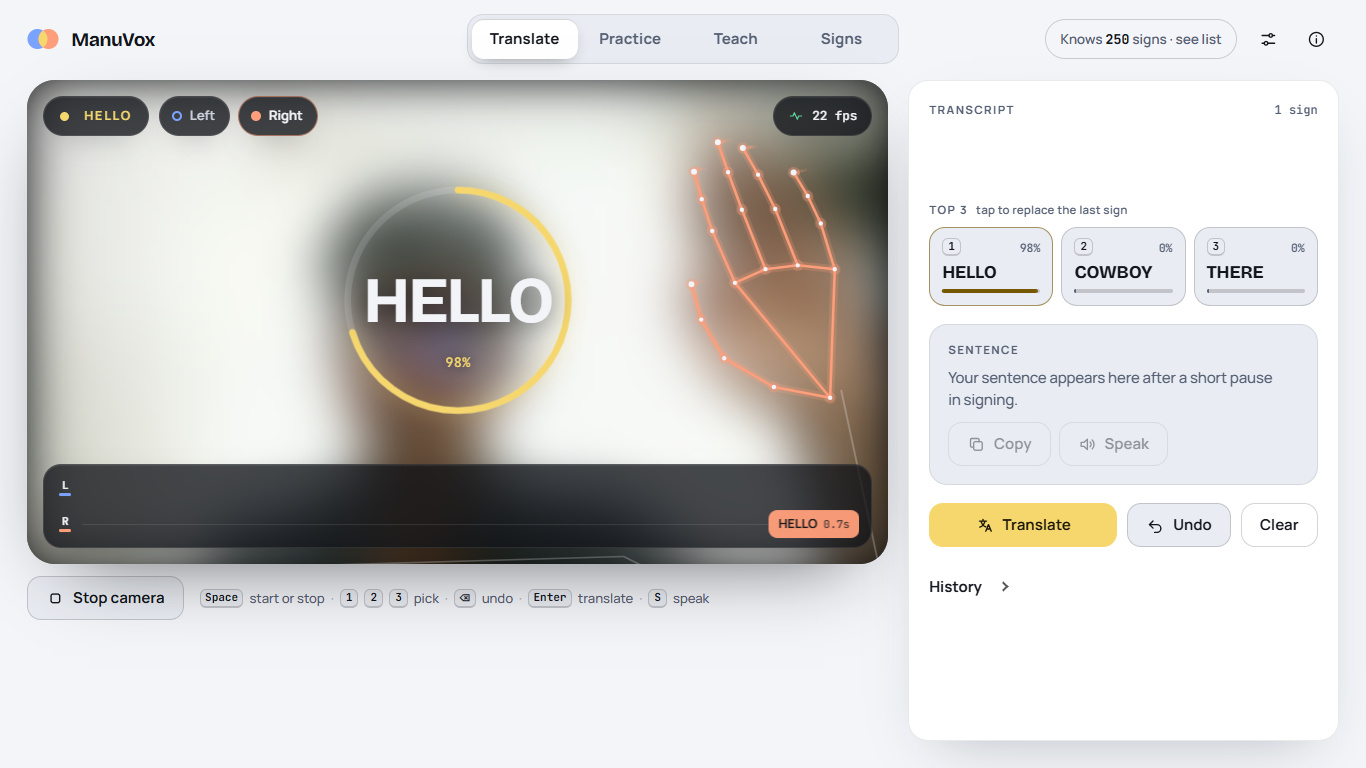 ManuVox
Translate Practice Teach Signs
Knows 250 signs · see list
HELLO Left Right
22 fps
HELLO
98%
L
R
HELLO 0.7s
Stop camera
Space start or stop · 1 2 3 pick · ⌫ undo · Enter translate · S speak
TRANSCRIPT 1 sign
TOP 3 tap to replace the last sign
1 98%
HELLO
2 0%
COWBOY
3 0%
THERE
SENTENCE
Your sentence appears here after a short pause
in signing.
Copy Speak
Translate Undo Clear
History